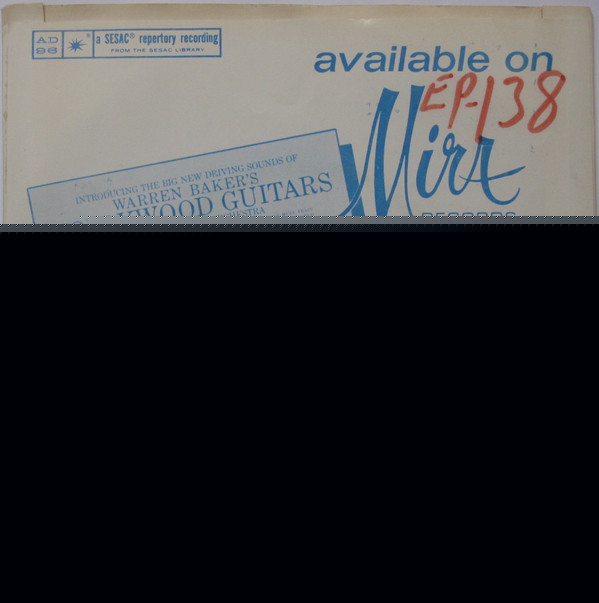 AD 98 a SESAC® repertory recording
FROM THE SESAC LIBRARY
available on
EP-138
Mira
RECORDS
INTRODUCING THE BIG NEW DRIVING SOUNDS OF
WARREN BAKER'S
GUITARS